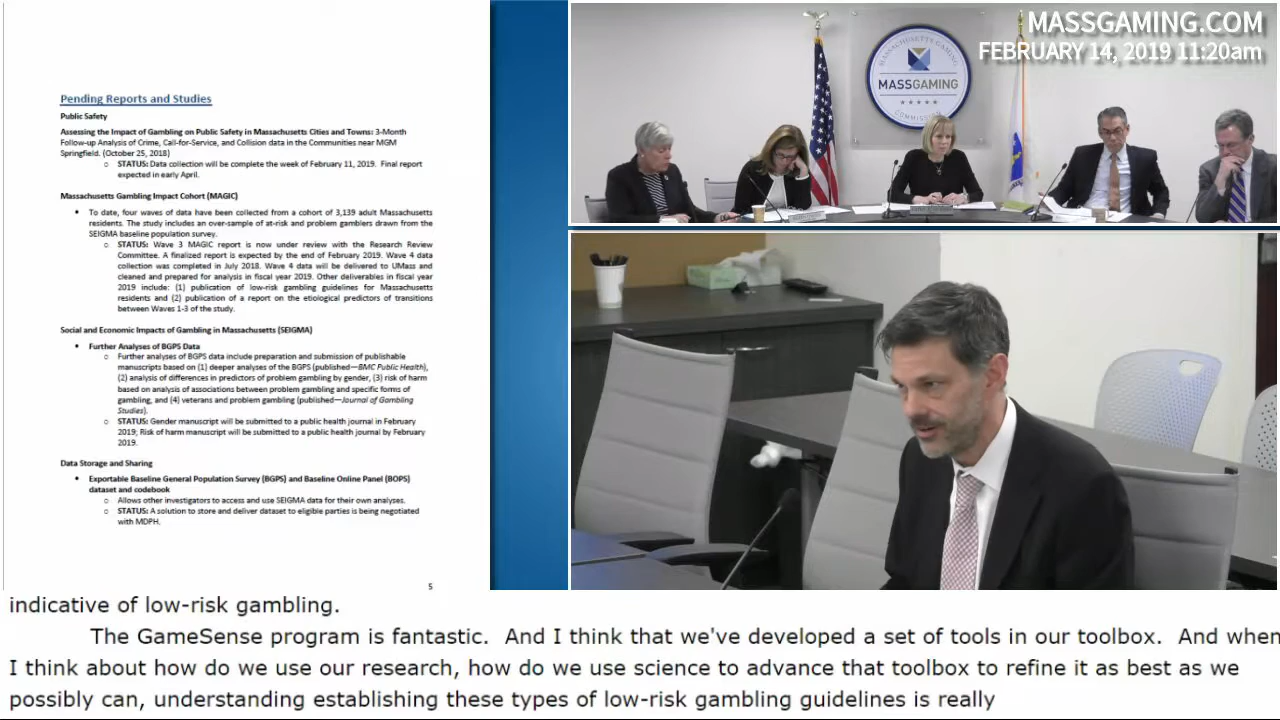 Pending Reports and Studies
Public Safety
Assessing the Impact of Gambling on Public Safety in Massachusetts Cities and Towns: 3-Month
Follow-up Analysis of Crime, Call-for-Service, and Collision data in the Communities near MGM
Springfield. (October 25, 2018)
o STATUS: Data collection will be complete the week of February 11, 2019. Final report
expected in early April.
Massachusetts Gambling Impact Cohort (MAGIC)
• To date, four waves of data have been collected from a cohort of 3,139 adult Massachusetts
residents. The study includes an over-sample of at-risk and problem gamblers drawn from the
SEIGMA baseline population survey.
o STATUS: Wave 3 MAGIC report is now under review with the Research Review
Committee. A finalized report is expected by the end of February 2019. Wave 4 data
collection was completed in July 2018. Wave 4 data will be delivered to UMass and
cleaned and prepared for analysis in fiscal year 2019. Other deliverables in fiscal year
2019 include: (1) publication of low-risk gambling guidelines for Massachusetts
residents and (2) publication of a report on the etiological predictors of transitions
between Waves 1-3 of the study.
Social and Economic Impacts of Gambling in Massachusetts (SEIGMA)
• Further Analyses of BGPS Data
o Further analyses of BGPS data include preparation and submission of publishable
manuscripts based on (1) deeper analyses of the BGPS (published—BMC Public Health),
(2) analysis of differences in predictors of problem gambling by gender, (3) risk of harm
based on analysis of associations between problem gambling and specific forms of
gambling, and (4) veterans and problem gambling (published—Journal of Gambling
Studies).
o STATUS: Gender manuscript will be submitted to a public health journal in February
2019; Risk of harm manuscript will be submitted to a public health journal by February
2019.
Data Storage and Sharing
• Exportable Baseline General Population Survey (BGPS) and Baseline Online Panel (BOPS)
dataset and codebook
o Allows other investigators to access and use SEIGMA data for their own analyses.
o STATUS: A solution to store and deliver dataset to eligible parties is being negotiated
with MDPH.
5
MASSGAMING.COM
FEBRUARY 14, 2019 11:20am
MASSACHUSETTS GAMING
MASSGAMING
COMMISSION
indicative of low-risk gambling.
The GameSense program is fantastic. And I think that we've developed a set of tools in our toolbox. And when
I think about how do we use our research, how do we use science to advance that toolbox to refine it as best as we
possibly can, understanding establishing these types of low-risk gambling guidelines is really